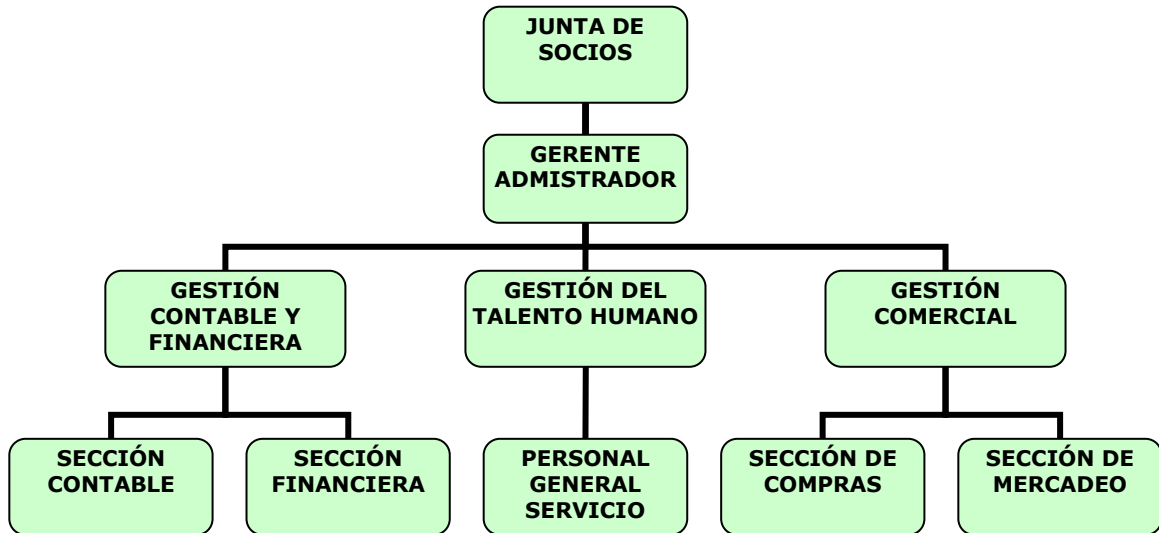 JUNTA DE
SOCIOS
GERENTE
ADMISTRADOR
GESTIÓN
CONTABLE Y
FINANCIERA
GESTIÓN DEL
TALENTO HUMANO
GESTIÓN
COMERCIAL
SECCIÓN
CONTABLE
SECCIÓN
FINANCIERA
PERSONAL
GENERAL
SERVICIO
SECCIÓN DE
COMPRAS
SECCIÓN DE
MERCADEO